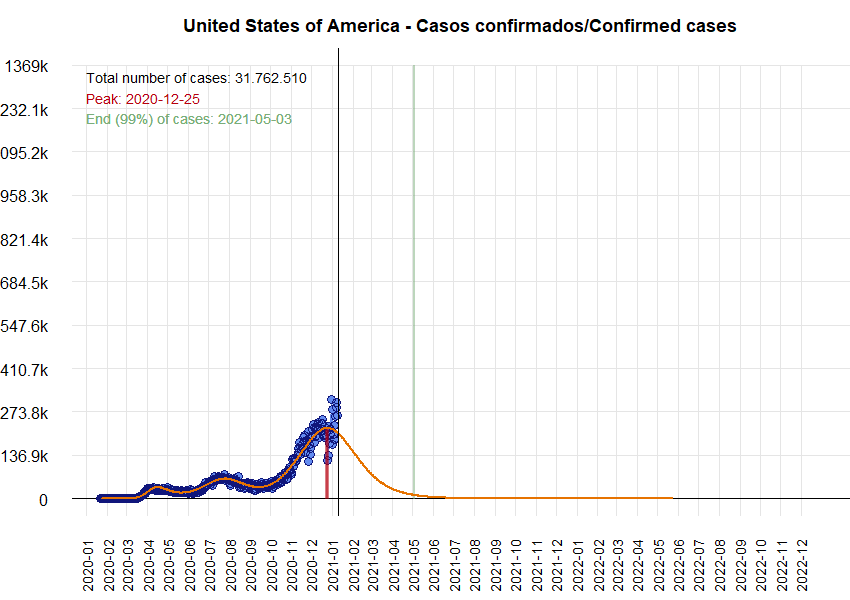 United States of America - Casos confirmados/Confirmed cases
1369k
Total number of cases: 31.762.510
Peak: 2020-12-25
232.1k
End (99%) of cases: 2021-05-03
095.2k
958.3k
821.4k
684.5k
547.6k
410.7k
273.8k
136.9k
0
2020-01
2020-02
2020-03
2020-04
2020-05
2020-06
2020-07
2020-08
2020-09
2020-10
2020-11
2020-12
2021-01
2021-02
2021-03
2021-04
2021-05
2021-06
2021-07
2021-08
2021-09
2021-10
2021-11
2021-12
2022-01
2022-02
2022-03
2022-04
2022-05
2022-06
2022-07
2022-08
2022-09
2022-10
2022-11
2022-12